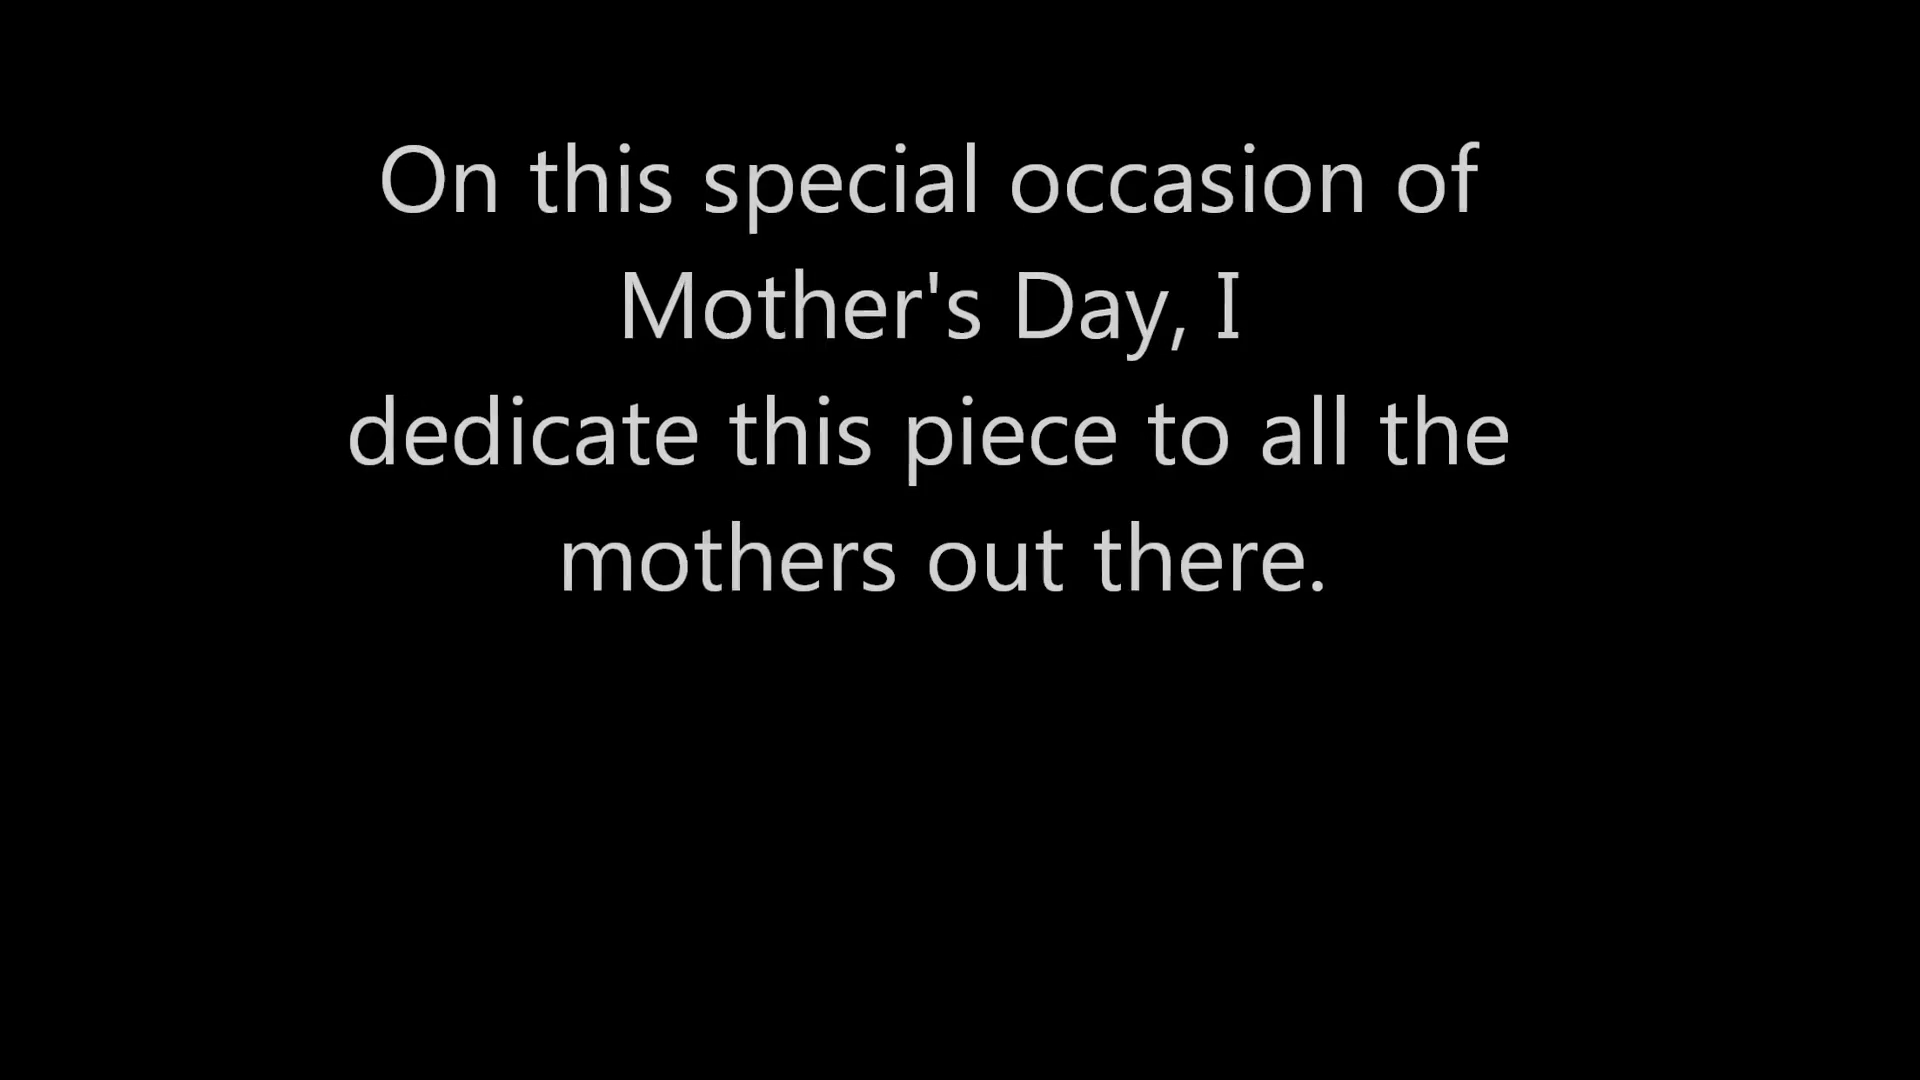 On this special occasion of
Mother's Day, I
dedicate this piece to all the
mothers out there.